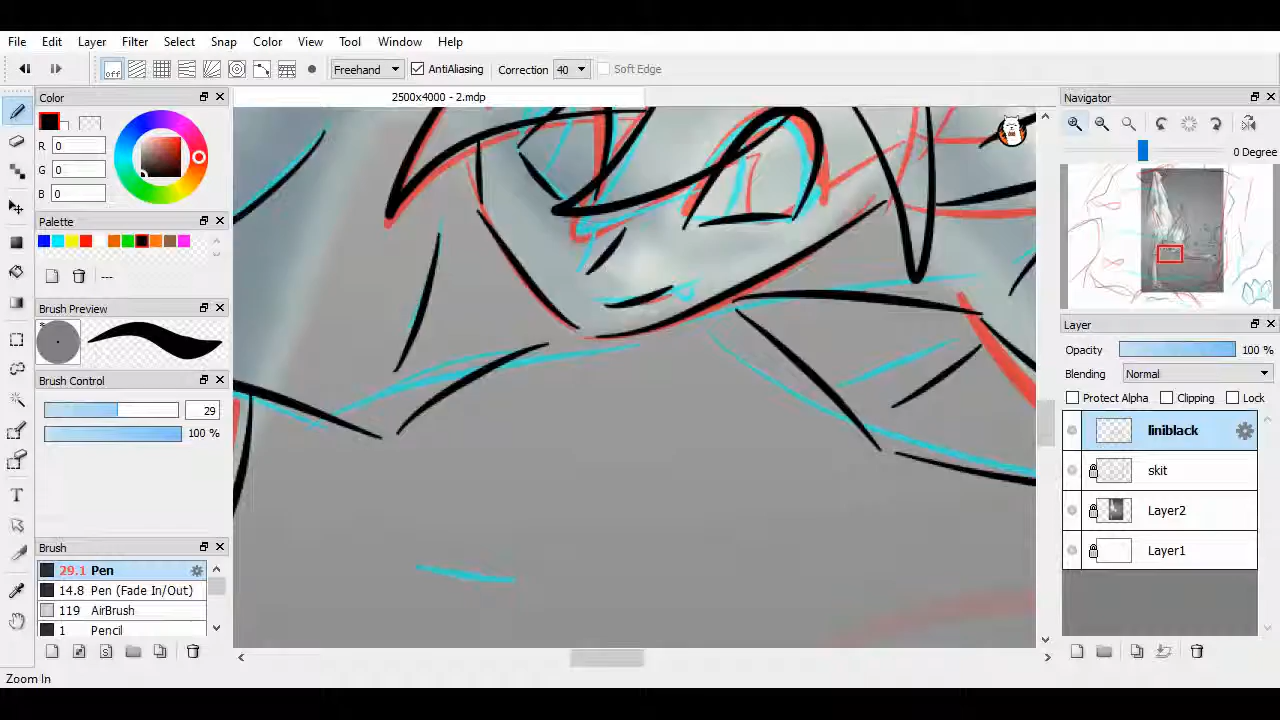 File Edit Layer Filter Select Snap Color View Tool Window Help
off Freehand AntiAliasing Correction 40 Soft Edge
Color
2500x4000 - 2.mdp
Navigator
R 0
G 0
B 0
0 Degree
Palette
---
Brush Preview
Layer
Opacity 100 %
Blending Normal
Brush Control
Protect Alpha Clipping Lock
29
100 %
liniblack
skit
Layer2
Layer1
Brush
29.1 Pen
14.8 Pen (Fade In/Out)
119 AirBrush
1 Pencil
Zoom In